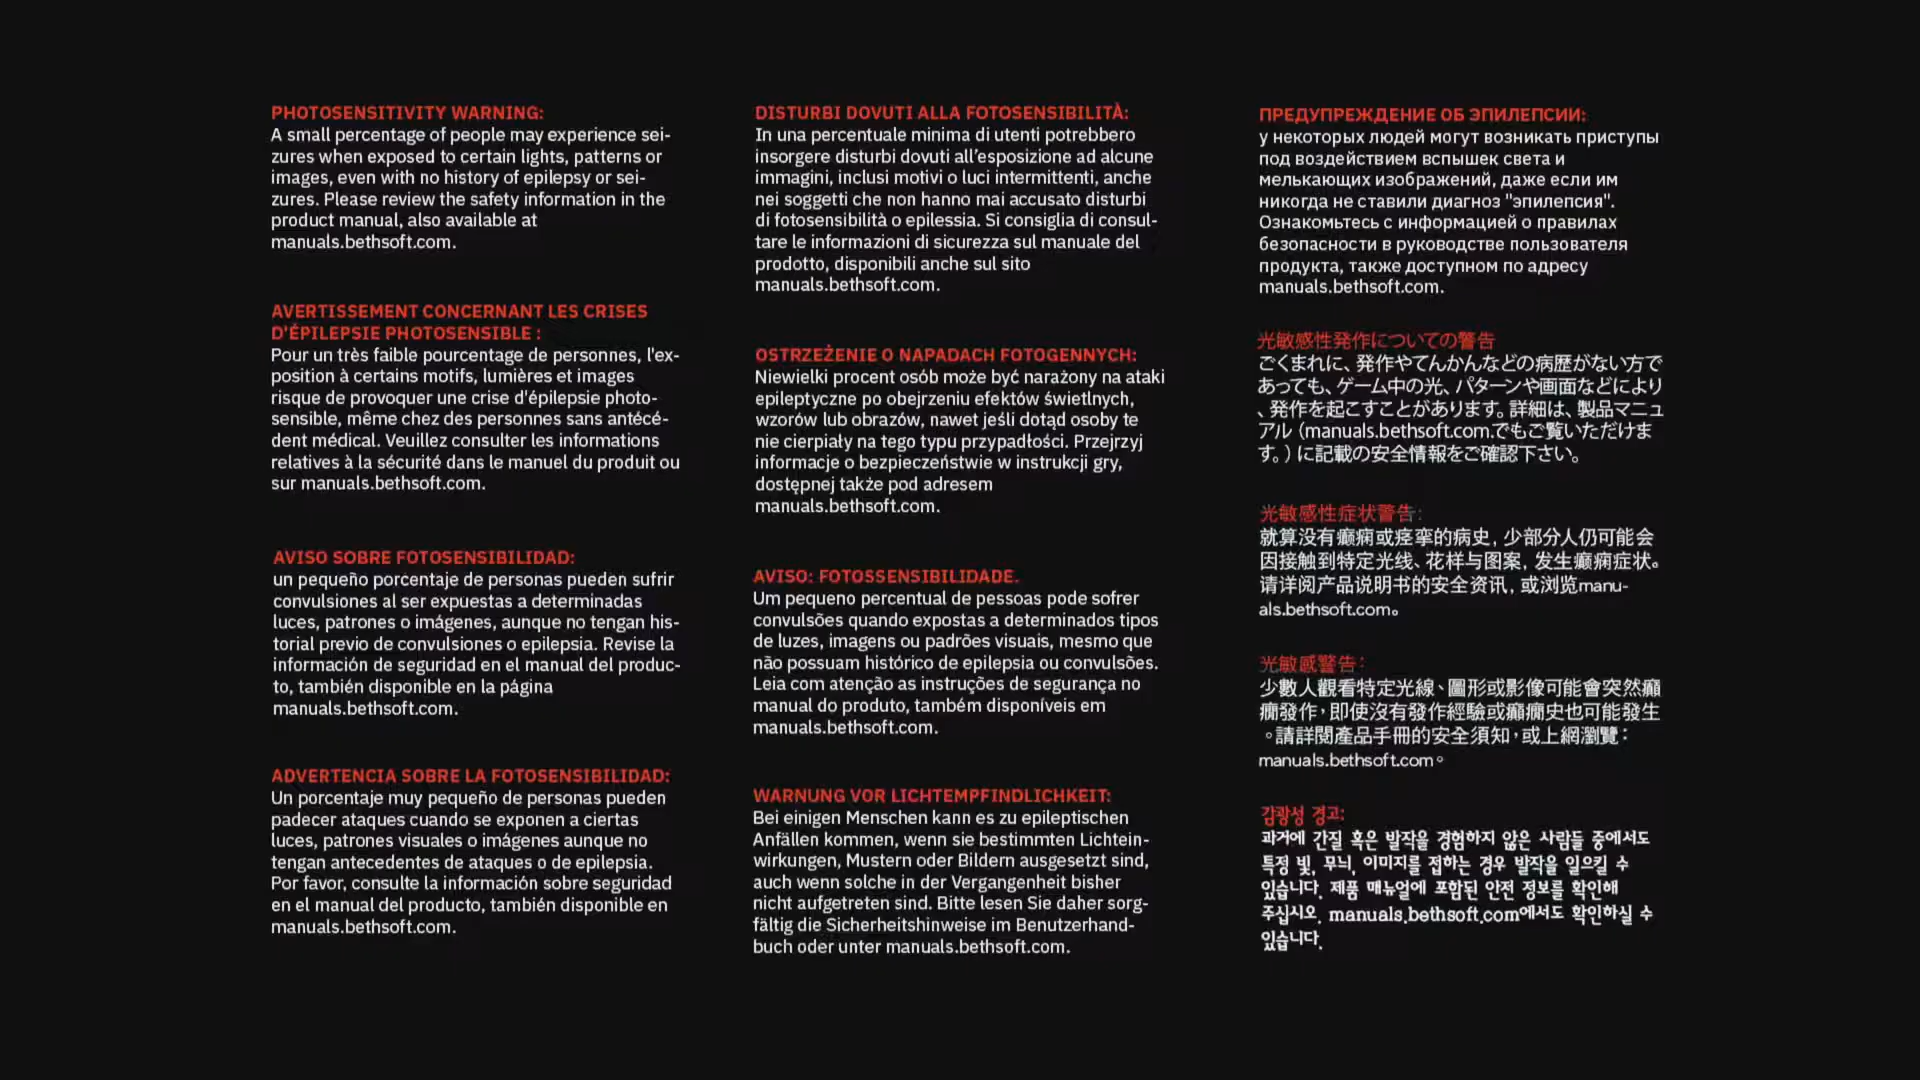 PHOTOSENSITIVITY WARNING:
A small percentage of people may experience sei-
zures when exposed to certain lights, patterns or
images, even with no history of epilepsy or sei-
zures. Please review the safety information in the
product manual, also available at
manuals.bethsoft.com.
AVERTISSEMENT CONCERNANT LES CRISES
D'ÉPILEPSIE PHOTOSENSIBLE :
Pour un très faible pourcentage de personnes, l'ex-
position à certains motifs, lumières et images
risque de provoquer une crise d'épilepsie photo-
sensible, même chez des personnes sans antécé-
dent médical. Veuillez consulter les informations
relatives à la sécurité dans le manuel du produit ou
sur manuals.bethsoft.com.
AVISO SOBRE FOTOSENSIBILIDAD:
un pequeño porcentaje de personas pueden sufrir
convulsiones al ser expuestas a determinadas
luces, patrones o imágenes, aunque no tengan his-
torial previo de convulsiones o epilepsia. Revise la
información de seguridad en el manual del produc-
to, también disponible en la página
manuals.bethsoft.com.
ADVERTENCIA SOBRE LA FOTOSENSIBILIDAD:
Un porcentaje muy pequeño de personas pueden
padecer ataques cuando se exponen a ciertas
luces, patrones visuales o imágenes aunque no
tengan antecedentes de ataques o de epilepsia.
Por favor, consulte la información sobre seguridad
en el manual del producto, también disponible en
manuals.bethsoft.com.
DISTURBI DOVUTI ALLA FOTOSENSIBILITÀ:
In una percentuale minima di utenti potrebbero
insorgere disturbi dovuti all'esposizione ad alcune
immagini, inclusi motivi o luci intermittenti, anche
nei soggetti che non hanno mai accusato disturbi
di fotosensibilità o epilessia. Si consiglia di consul-
tare le informazioni di sicurezza sul manuale del
prodotto, disponibili anche sul sito
manuals.bethsoft.com.
OSTRZEŻENIE O NAPADACH FOTOGENNYCH:
Niewielki procent osób może być narażony na ataki
epileptyczne po obejrzeniu efektów świetlnych,
wzorów lub obrazów, nawet jeśli dotąd osoby te
nie cierpiały na tego typu przypadłości. Przejrzyj
informacje o bezpieczeństwie w instrukcji gry,
dostępnej także pod adresem
manuals.bethsoft.com.
AVISO: FOTOSSENSIBILIDADE.
Um pequeno percentual de pessoas pode sofrer
convulsões quando expostas a determinados tipos
de luzes, imagens ou padrões visuais, mesmo que
não possuam histórico de epilepsia ou convulsões.
Leia com atenção as instruções de segurança no
manual do produto, também disponíveis em
manuals.bethsoft.com.
WARNUNG VOR LICHTEMPFINDLICHKEIT:
Bei einigen Menschen kann es zu epileptischen
Anfällen kommen, wenn sie bestimmten Lichtein-
wirkungen, Mustern oder Bildern ausgesetzt sind,
auch wenn solche in der Vergangenheit bisher
nicht aufgetreten sind. Bitte lesen Sie daher sorg-
fältig die Sicherheitshinweise im Benutzerhand-
buch oder unter manuals.bethsoft.com.
ПРЕДУПРЕЖДЕНИЕ ОБ ЭПИЛЕПСИИ:
у некоторых людей могут возникать приступы
под воздействием вспышек света и
мелькающих изображений, даже если им
никогда не ставили диагноз "эпилепсия".
Ознакомьтесь с информацией о правилах
безопасности в руководстве пользователя
продукта, также доступном по адресу
manuals.bethsoft.com.
光敏感性発作についての警告
ごくまれに、発作やてんかんなどの病歴がない方で
あっても、ゲーム中の光、パターンや画面などにより
、発作を起こすことがあります。詳細は、製品マニュ
アル（manuals.bethsoft.com.でもご覧いただけま
す。）に記載の安全情報をご確認下さい。
光敏感性症状警告:
就算没有癫痫或痉挛的病史，少部分人仍可能会
因接触到特定光线、花样与图案，发生癫痫症状。
请详阅产品说明书的安全资讯，或浏览manu-
als.bethsoft.com。
光敏感警告：
少數人觀看特定光線、圖形或影像可能會突然癲
癇發作，即使沒有發作經驗或癲癇史也可能發生
。請詳閱產品手冊的安全須知，或上網瀏覽：
manuals.bethsoft.com。
감광성 경고:
과거에 간질 혹은 발작을 경험하지 않은 사람들 중에서도
특정 빛, 무늬, 이미지를 접하는 경우 발작을 일으킬 수
있습니다. 제품 매뉴얼에 포함된 안전 정보를 확인해
주십시오. manuals.bethsoft.com에서도 확인하실 수
있습니다.